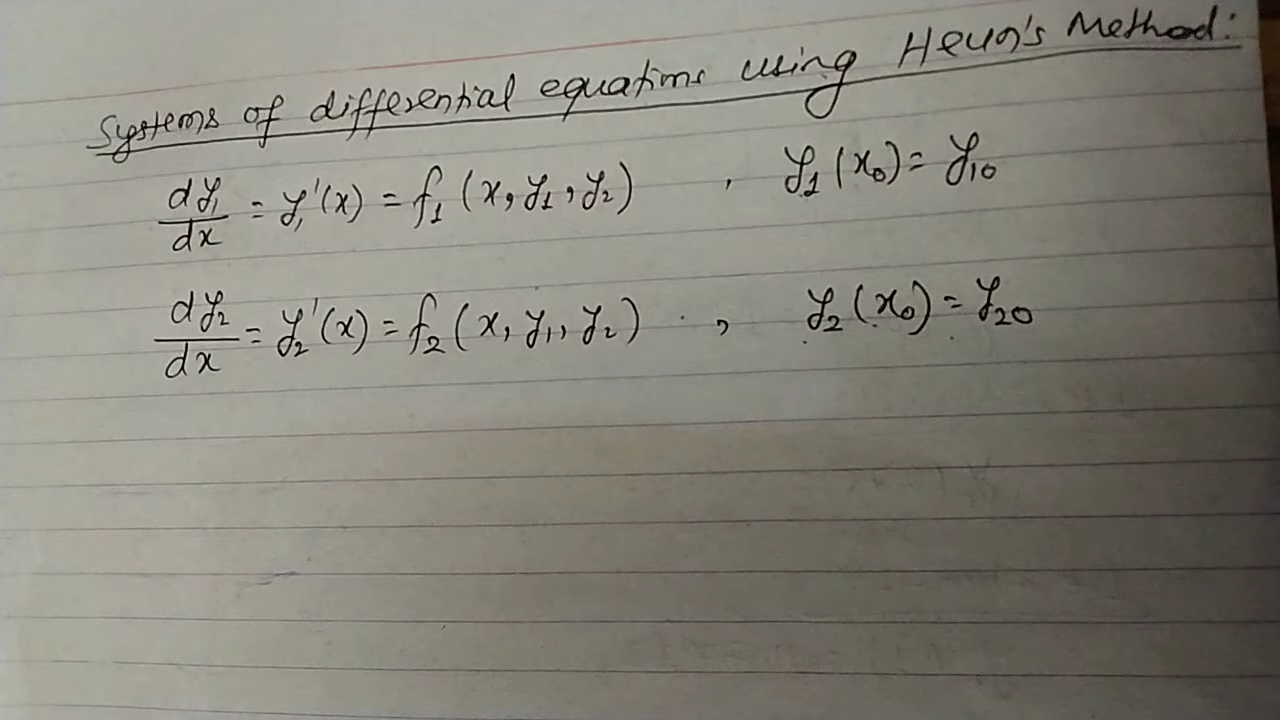 Systems of differential equations using Heun's Method:
dy₁/dx = y₁'(x) = f₁(x, y₁, y₂) , y₁(x₀) = y₁₀
dy₂/dx = y₂'(x) = f₂(x, y₁, y₂) , y₂(x₀) = y₂₀